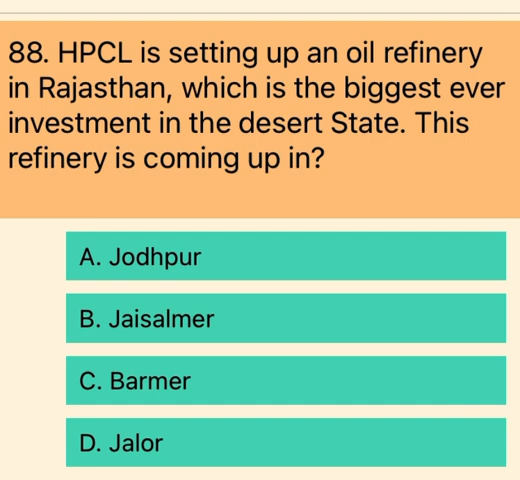 88. HPCL is setting up an oil refinery
in Rajasthan, which is the biggest ever
investment in the desert State. This
refinery is coming up in?
A. Jodhpur
B. Jaisalmer
C. Barmer
D. Jalor